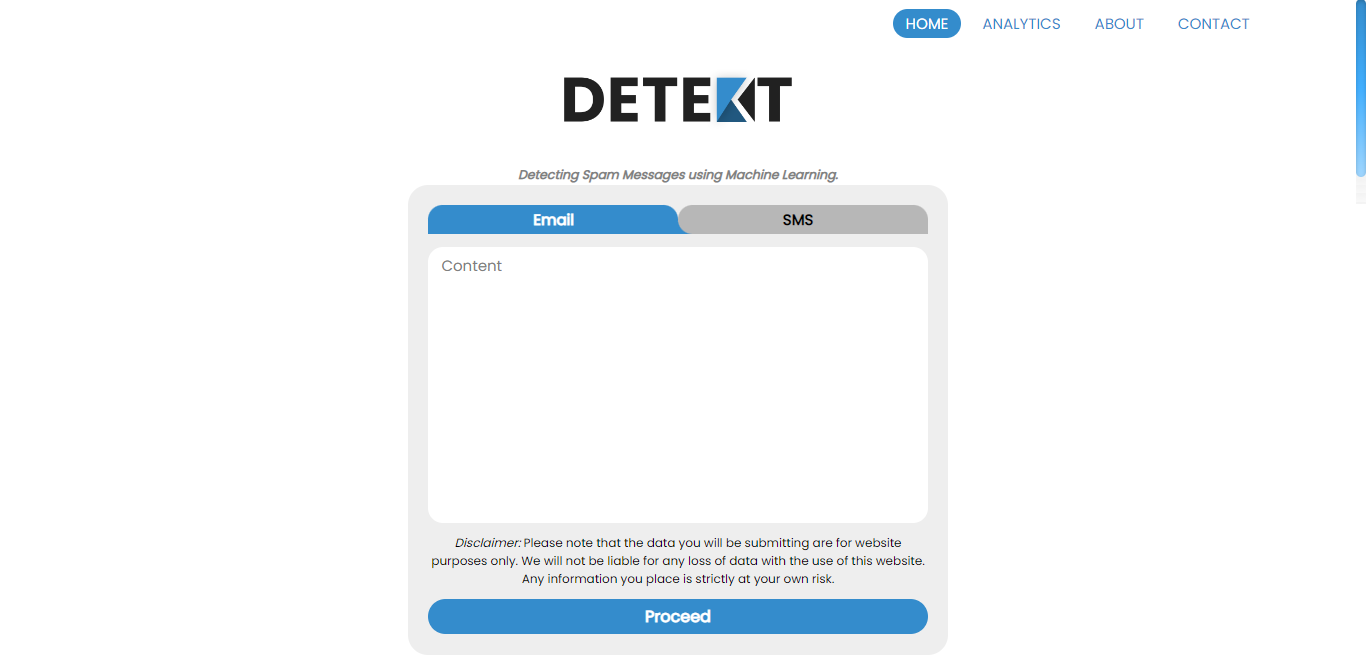 HOME ANALYTICS ABOUT CONTACT
DETEKT
Detecting Spam Messages using Machine Learning.
Email SMS
Content
Disclaimer: Please note that the data you will be submitting are for website
purposes only. We will not be liable for any loss of data with the use of this website.
Any information you place is strictly at your own risk.
Proceed